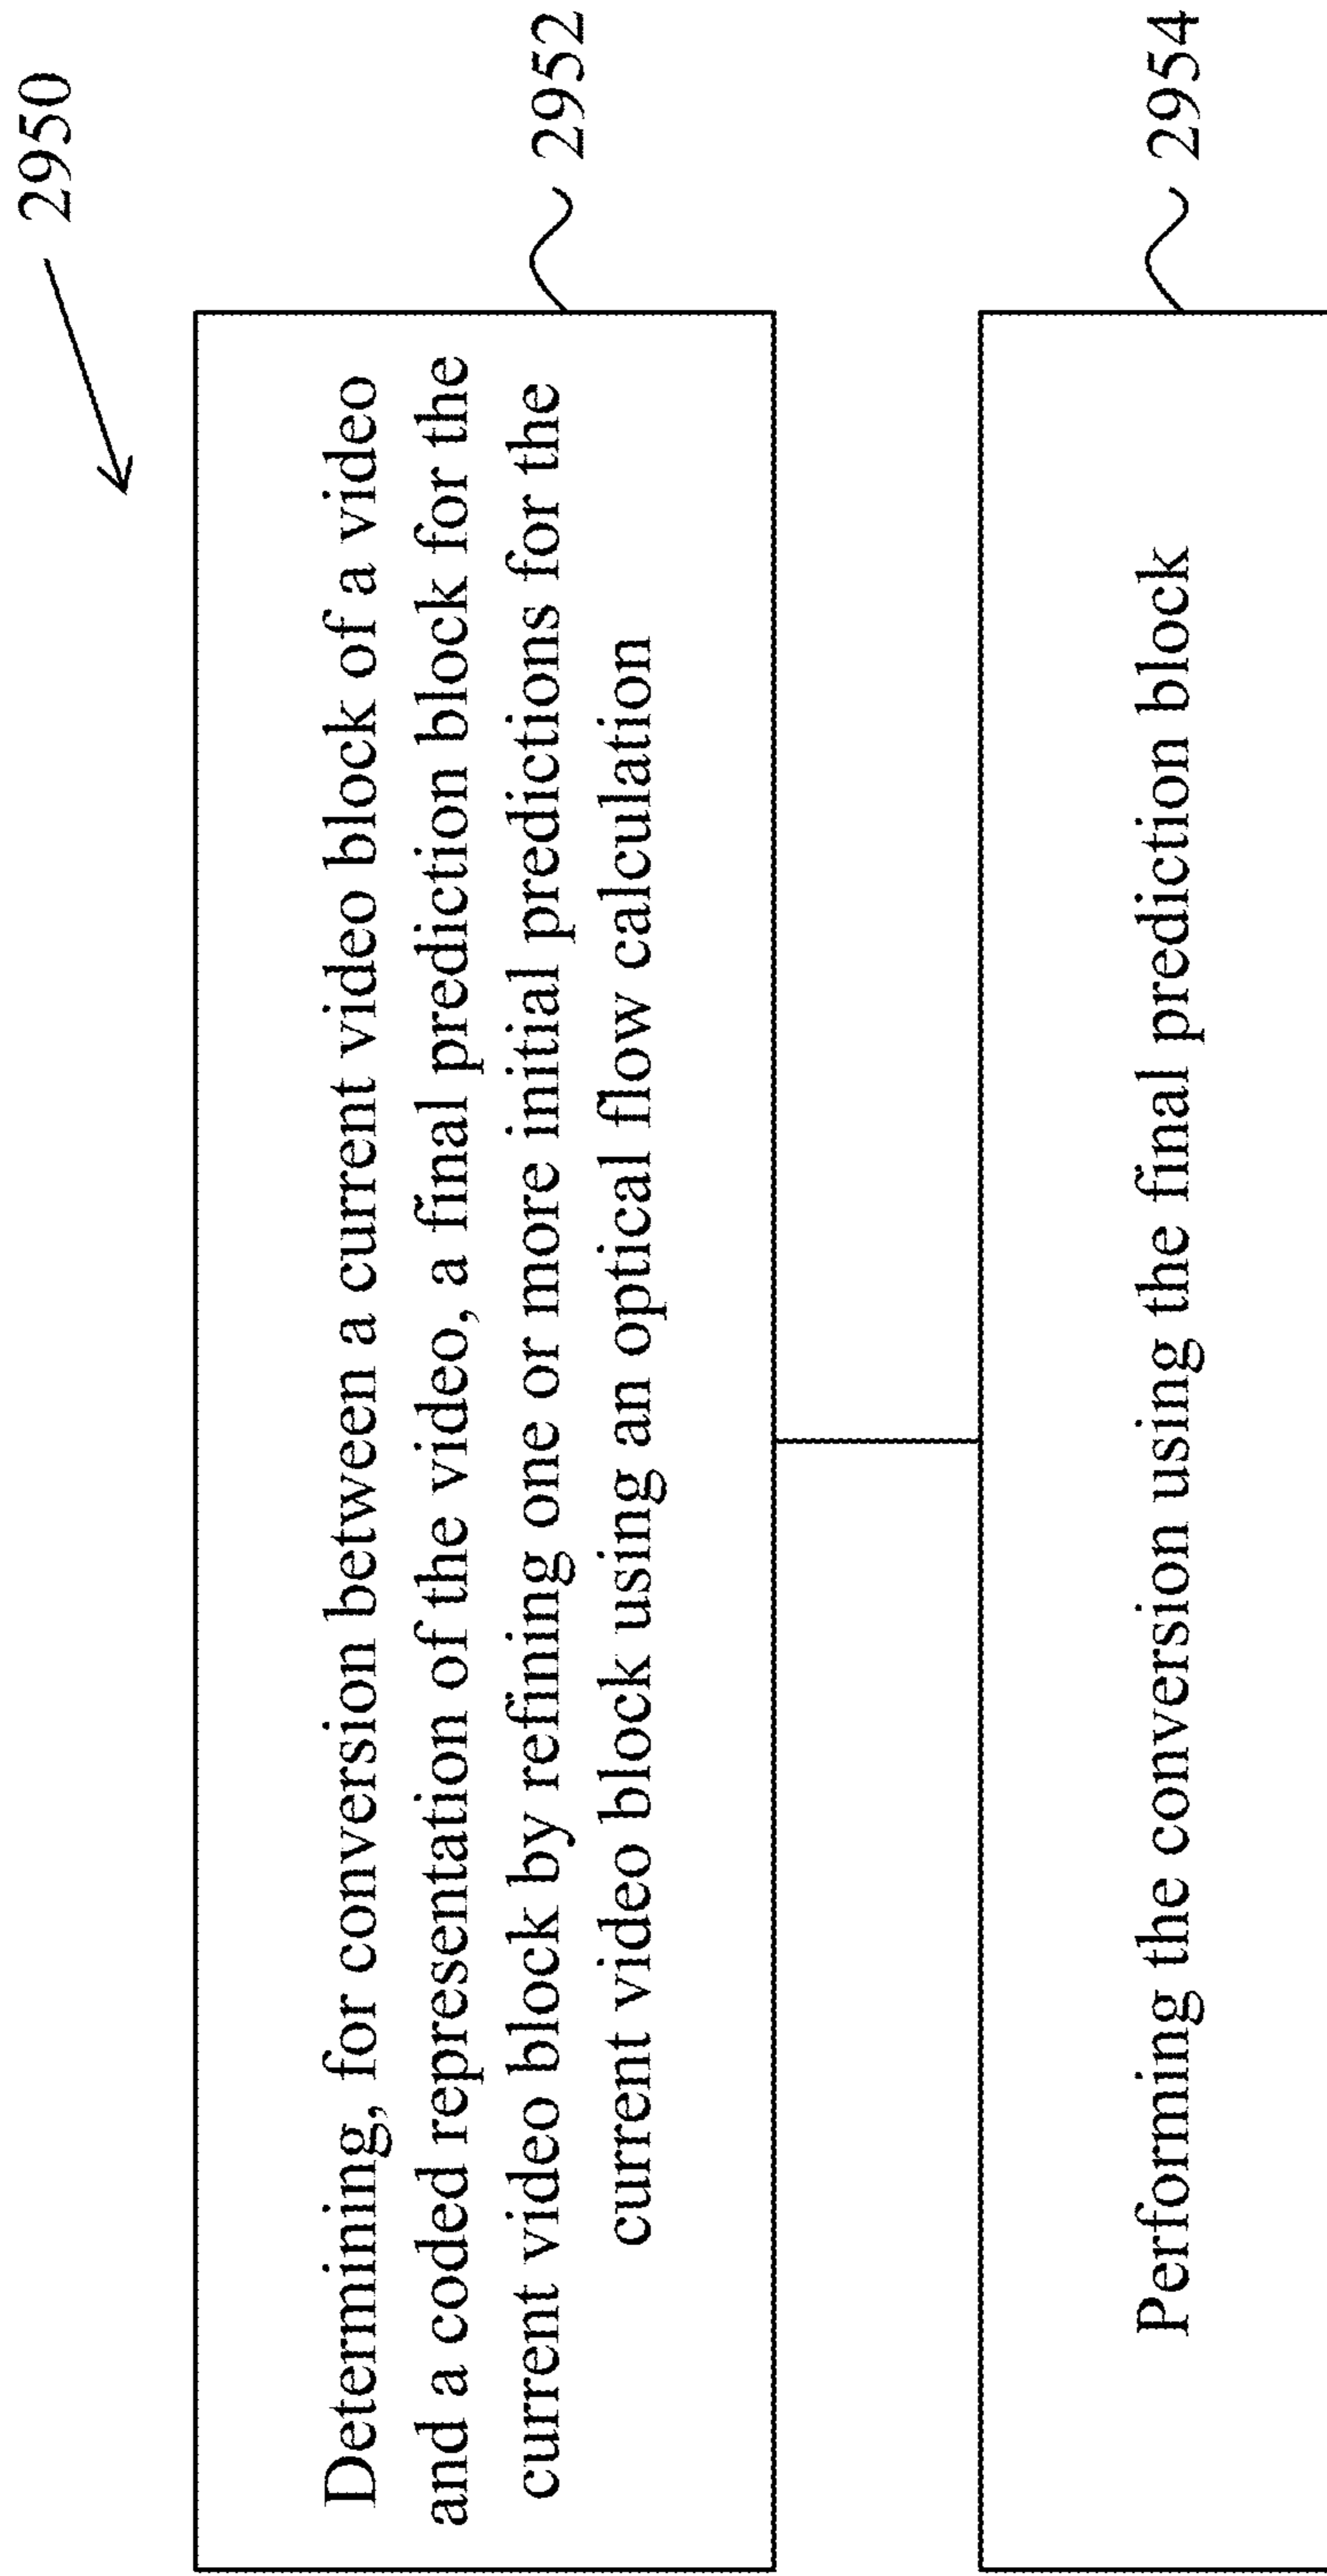 2950
Determining, for conversion between a current video block of a video
and a coded representation of the video, a final prediction block for the
current video block by refining one or more initial predictions for the
current video block using an optical flow calculation
2952
Performing the conversion using the final prediction block
2954